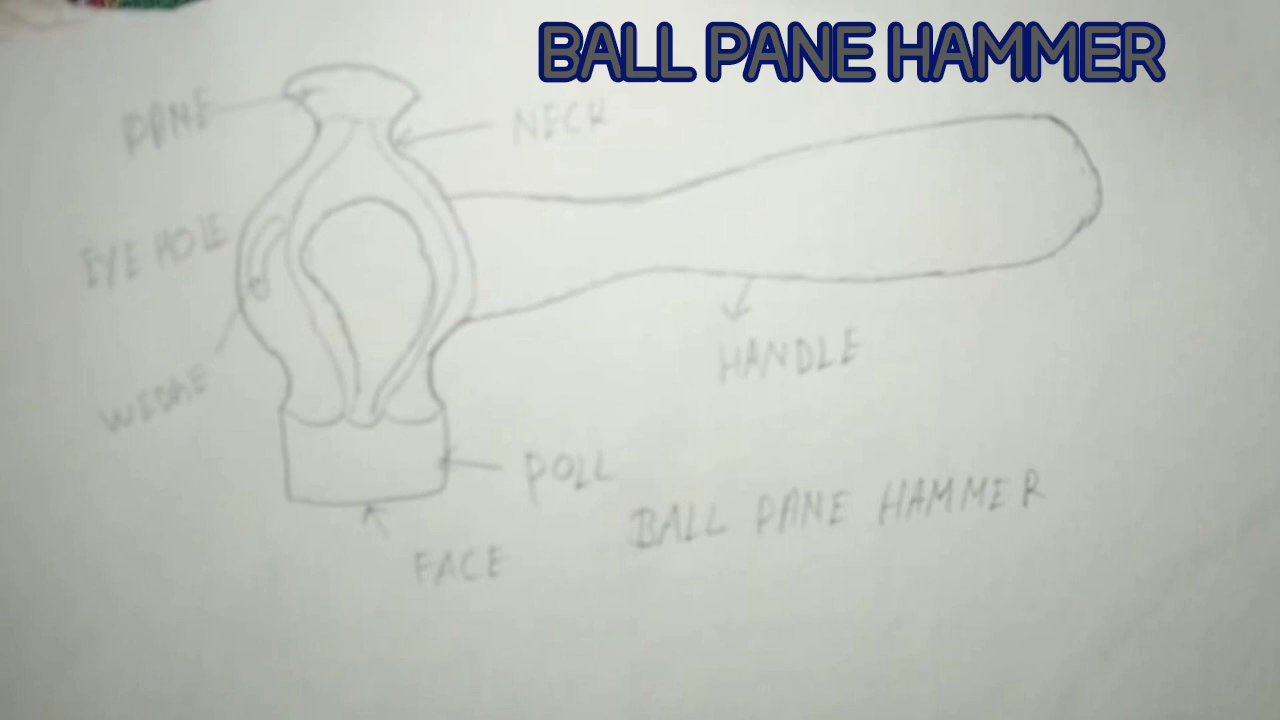 BALL PANE HAMMER
PANE
NECK
EYE HOLE
HANDLE
WEDGE
POLL
BALL PANE HAMMER
FACE